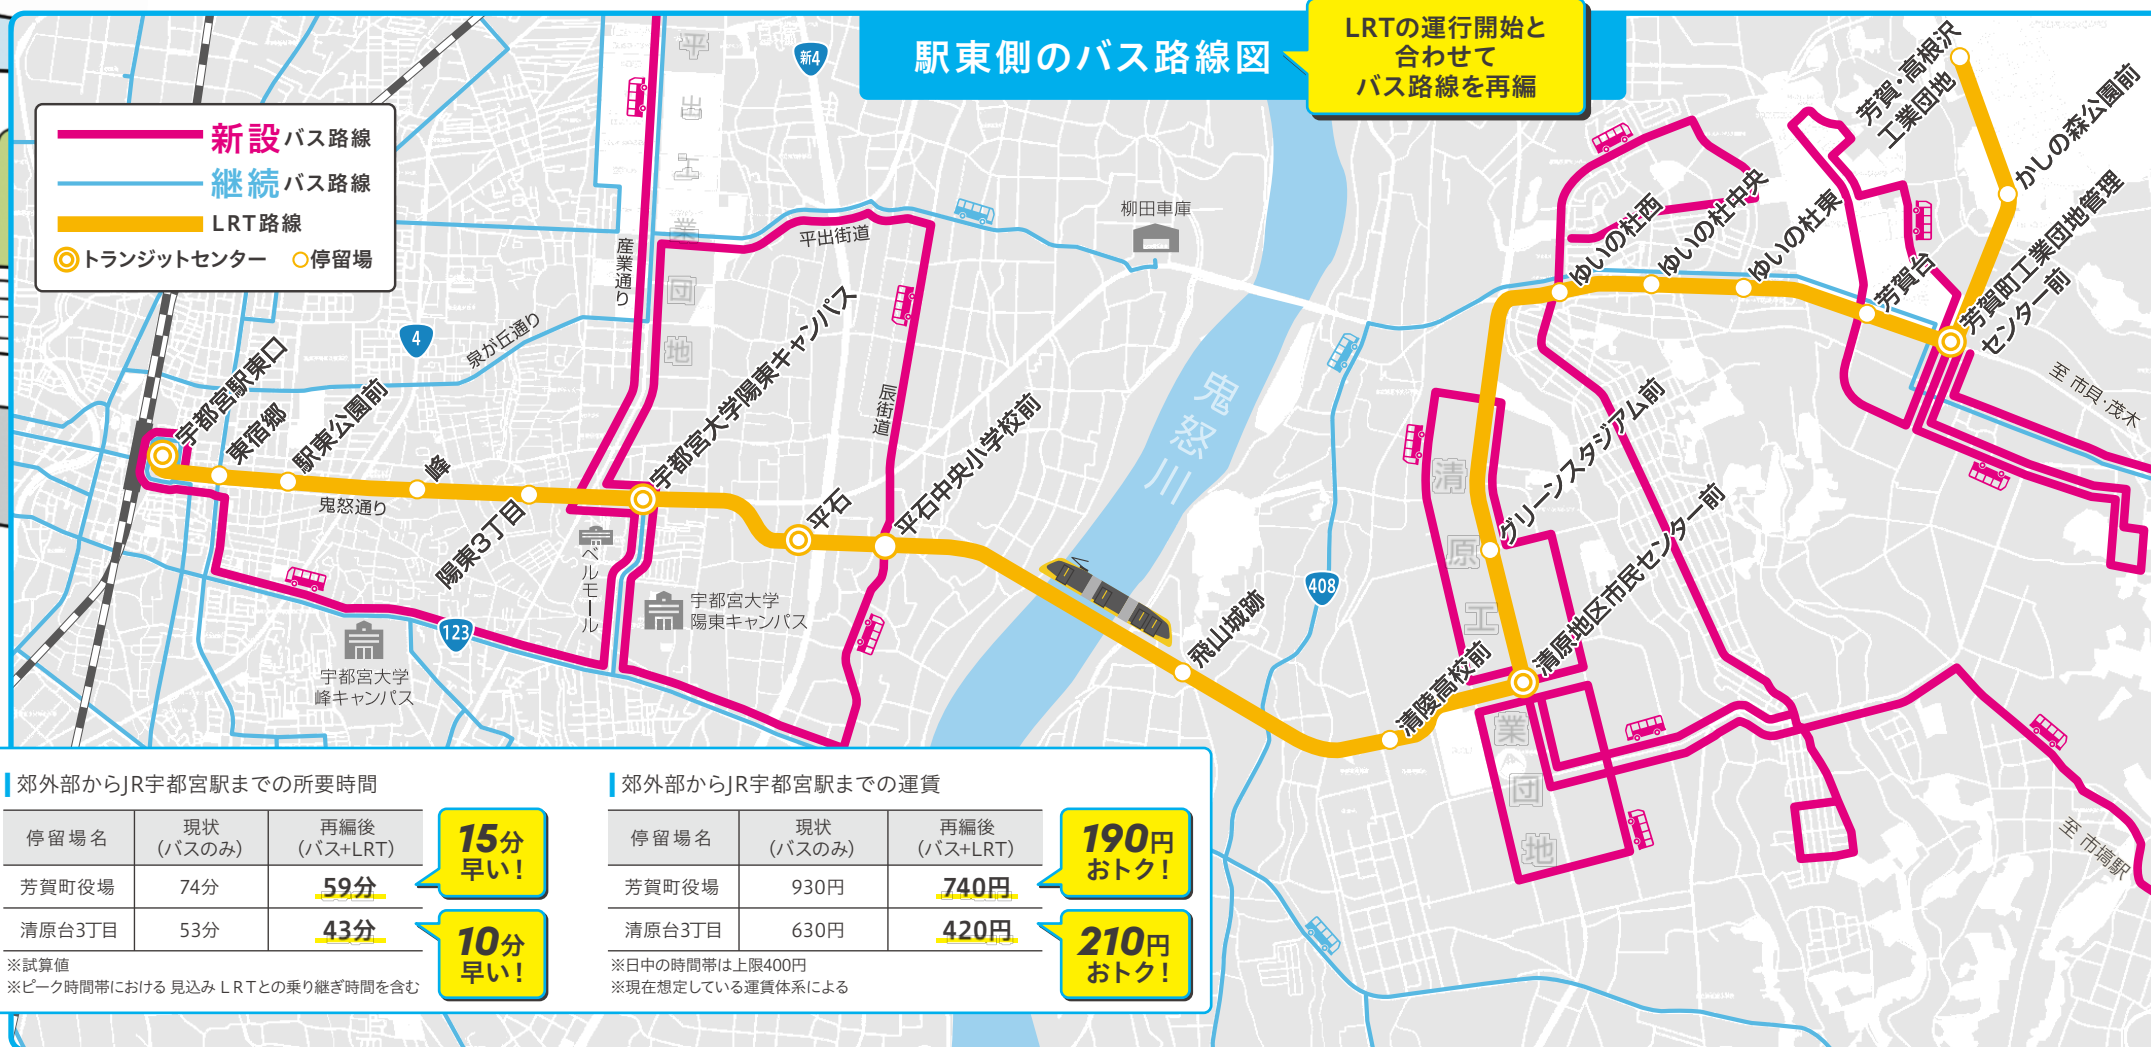 駅東側のバス路線図
LRTの運行開始と
合わせて
バス路線を再編
新設バス路線
継続バス路線
LRT路線
トランジットセンター
停留場
新4
4
123
408
平出工業団地
産業通り
平出街道
柳田車庫
泉が丘通り
辰街道
鬼怒通り
鬼怒川
宇都宮駅東口
東宿郷
駅東公園前
峰
陽東3丁目
宇都宮大学陽東キャンパス
平石
平石中央小学校前
飛山城跡
清陵高校前
清原地区市民センター前
グリーンスタジアム前
ゆいの杜西
ゆいの杜中央
ゆいの杜東
芳賀台
芳賀町工業団地管理
センター前
かしの森公園前
芳賀・高根沢
工業団地
ベルモール
宇都宮大学
陽東キャンパス
宇都宮大学
峰キャンパス
清原工業団地
至 市貝・茂木
至 市塙駅
郊外部からJR宇都宮駅までの所要時間
停留場名
現状
(バスのみ)
再編後
(バス+LRT)
芳賀町役場
74分
59分
清原台3丁目
53分
43分
15分
早い!
10分
早い!
※試算値
※ピーク時間帯における 見込み LRTとの乗り継ぎ時間を含む
郊外部からJR宇都宮駅までの運賃
停留場名
現状
(バスのみ)
再編後
(バス+LRT)
芳賀町役場
930円
740円
清原台3丁目
630円
420円
190円
おトク!
210円
おトク!
※日中の時間帯は上限400円
※現在想定している運賃体系による